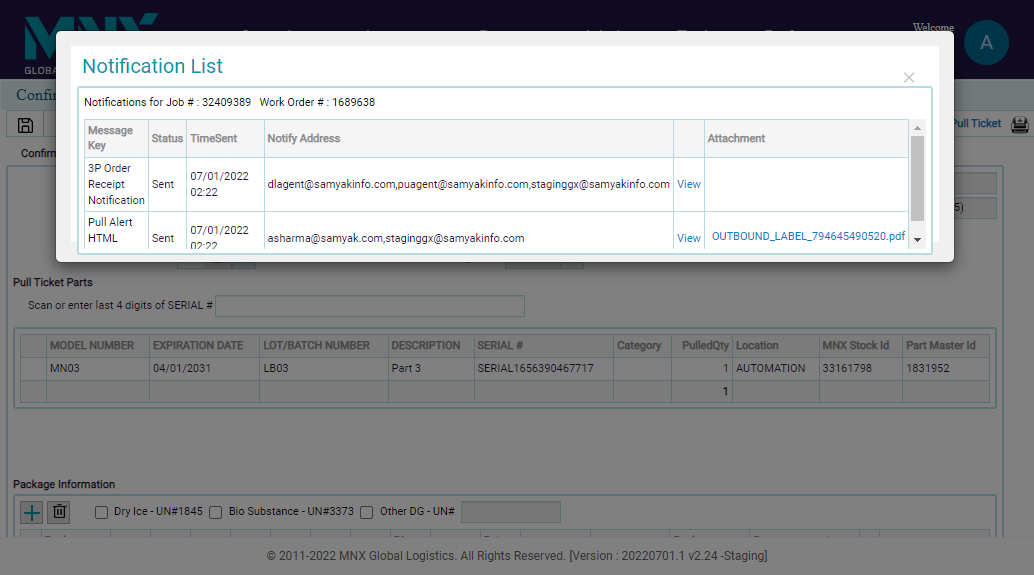 MNX
GLOBA
Welcome
A
Notification List
Confir
Notifications for Job # : 32409389 Work Order # : 1689638
Pull Ticket
Message Key Status TimeSent Notify Address Attachment
Confirm
3P Order Receipt Notification Sent 07/01/2022 02:22 dlagent@samyakinfo.com,puagent@samyakinfo.com,staginggx@samyakinfo.com View
5)
Pull Alert HTML Sent 07/01/2022 02:22 asharma@samyak.com,staginggx@samyakinfo.com View OUTBOUND_LABEL_794645490520.pdf
Pull Ticket Parts
Scan or enter last 4 digits of SERIAL #
MODEL NUMBER EXPIRATION DATE LOT/BATCH NUMBER DESCRIPTION SERIAL # Category PulledQty Location MNX Stock Id Part Master Id
MN03 04/01/2031 LB03 Part 3 SERIAL1656390467717 1 AUTOMATION 33161798 1831952
1
Package Information
Dry Ice - UN#1845 Bio Substance - UN#3373 Other DG - UN#
© 2011-2022 MNX Global Logistics. All Rights Reserved. [Version : 20220701.1 v2.24 -Staging]